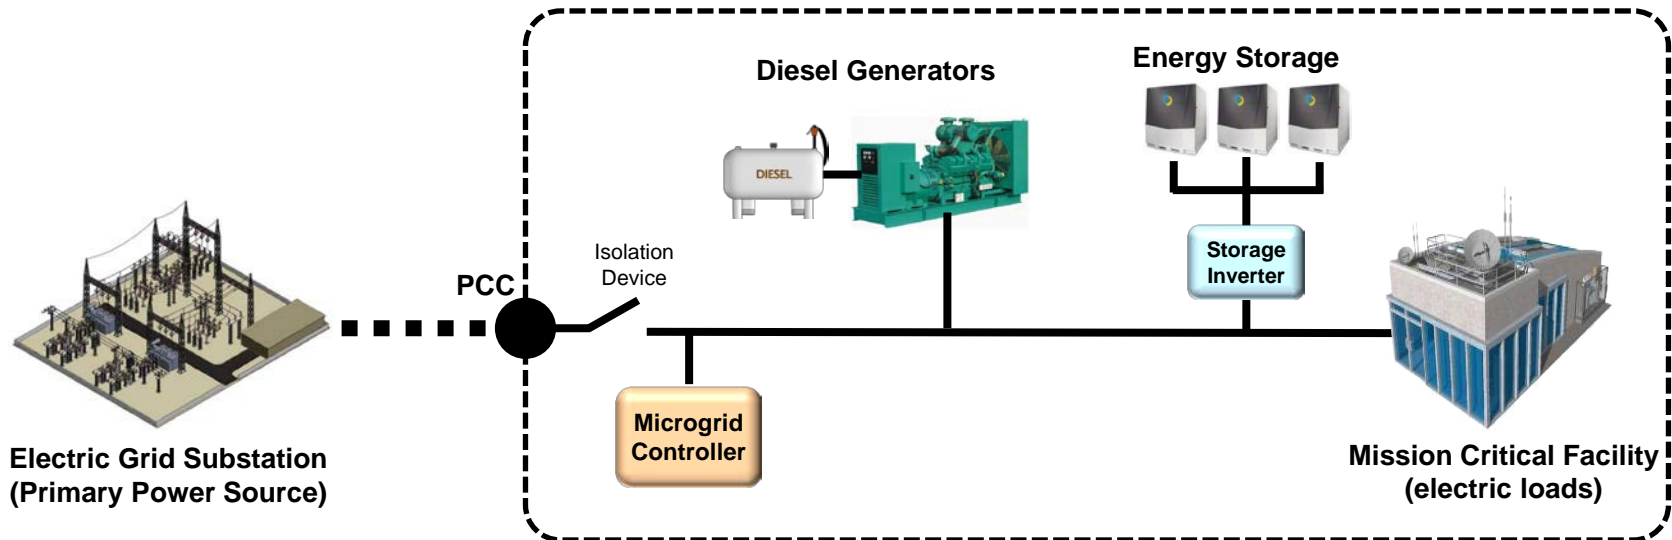 Diesel Generators
Energy Storage
DIESEL
Isolation
Device
PCC
Storage
Inverter
Microgrid
Controller
Electric Grid Substation
(Primary Power Source)
Mission Critical Facility
(electric loads)